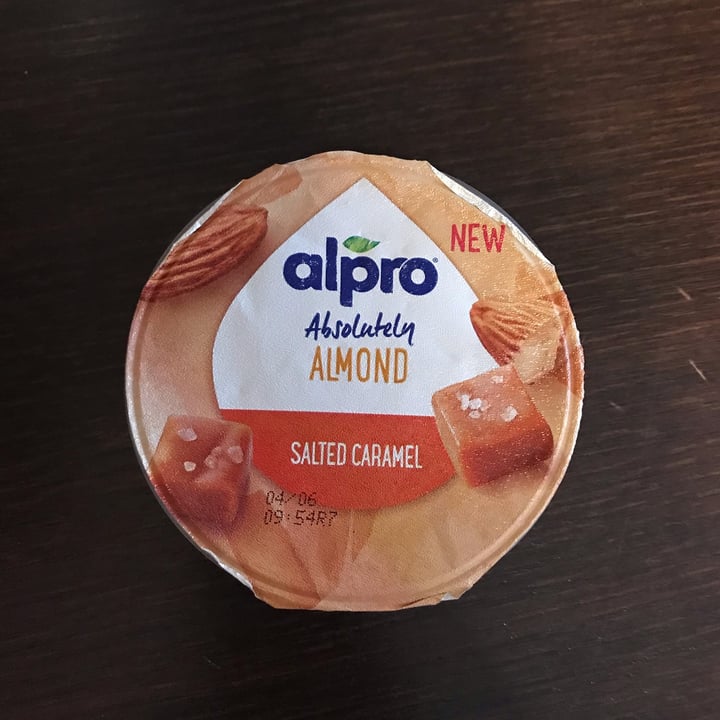 NEW
alpro
Absolutely
ALMOND
SALTED CARAMEL
04/06
09:54R7